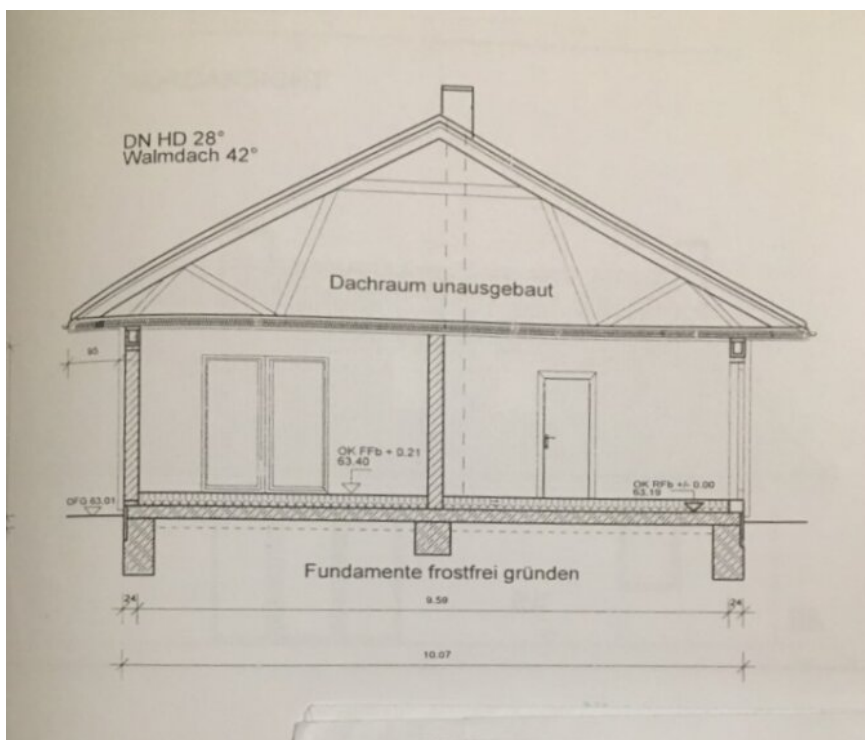 DN HD 28°
Walmdach 42°
Dachraum unausgebaut
95
OK FFb + 0.21
63.40
OK RFb +/- 0.00
63.19
OFG 63.01
Fundamente frostfrei gründen
24
9.59
24
10.07